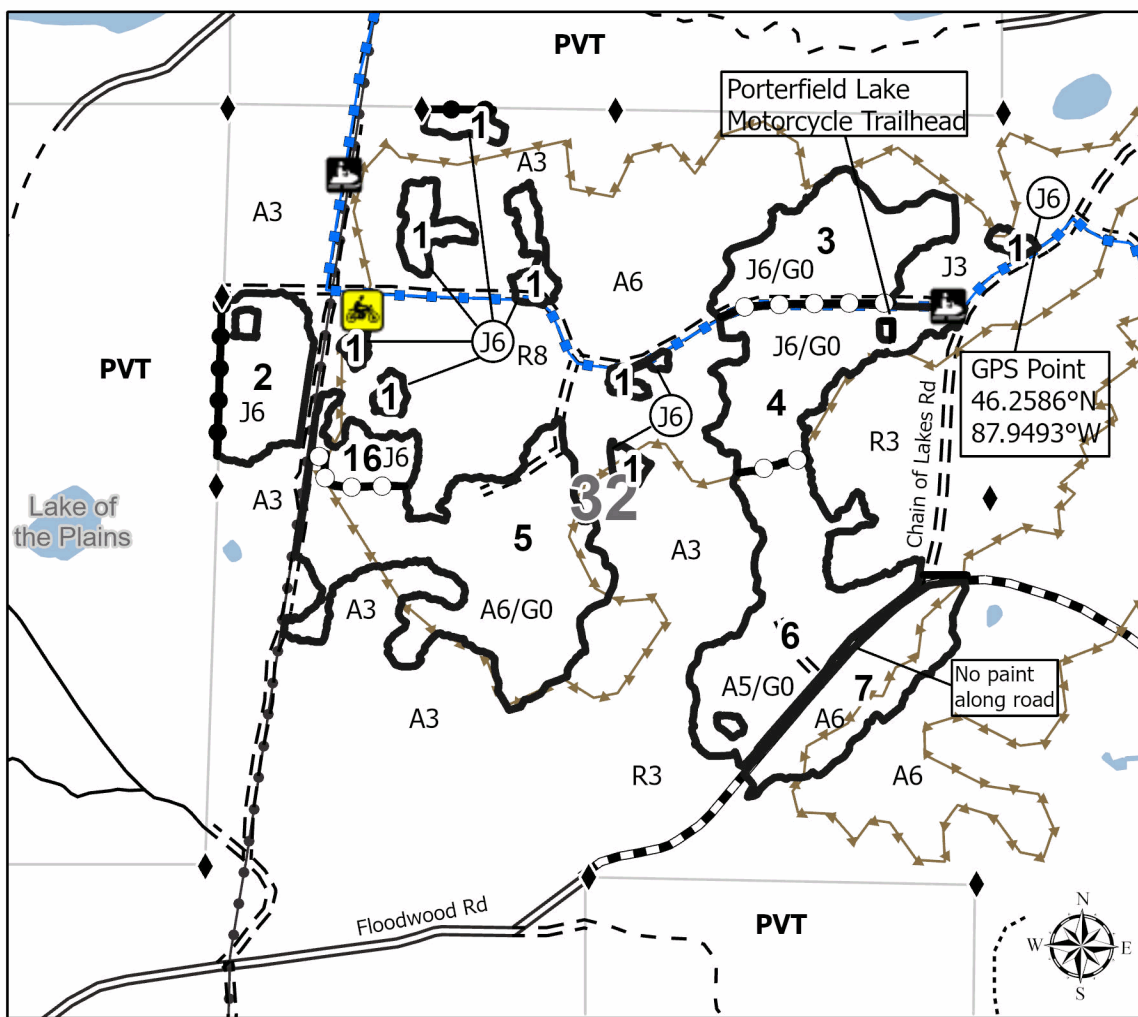 PVT
Porterfield Lake
Motorcycle Trailhead
1
A3
A3
J6
1
3
1
J6/G0
J3
A6
1
J6
PVT
1
R8
J6/G0
2
1
GPS Point
46.2586°N
87.9493°W
J6
1
J6
4
R3
Chain of Lakes Rd
16
J6
1
A3
32
Lake of
the Plains
5
A3
A3
A6/G0
6
No paint
along road
A5/G0
7
A6
A3
R3
A6
Floodwood Rd
PVT
N
W
E
S